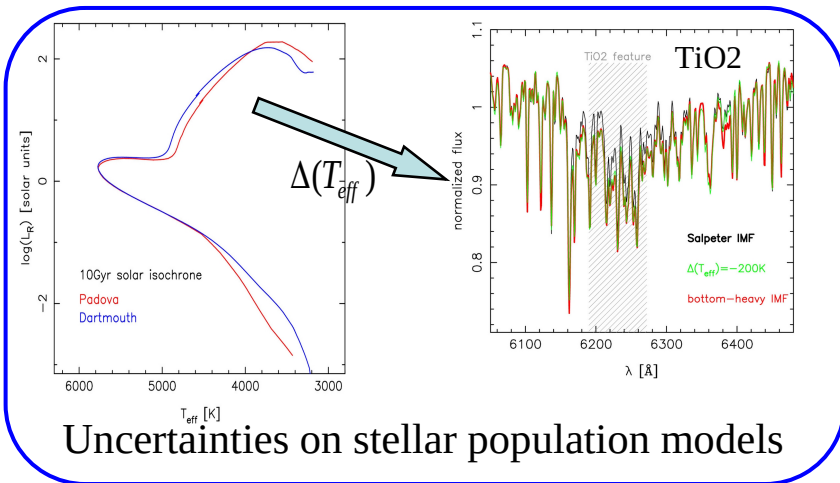 2
0
−2
log(L_R) [solar units]
10Gyr solar isochrone
Padova
Dartmouth
6000 5000 4000 3000
T_eff [K]
Δ(T_eff)
1.1
1
0.9
0.8
normalized flux
TiO2 feature
TiO2
Salpeter IMF
Δ(T_eff)=−200K
bottom−heavy IMF
6100 6200 6300 6400
λ [Å]
Uncertainties on stellar population models